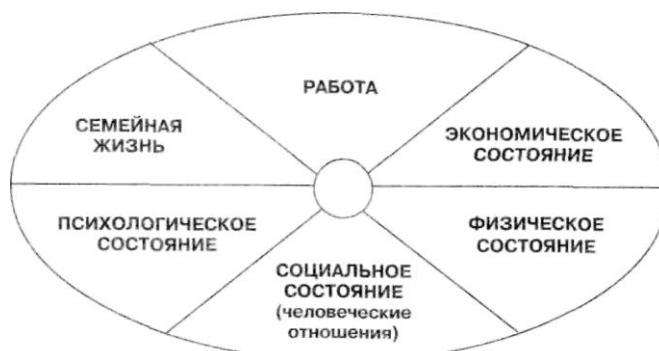 РАБОТА
СЕМЕЙНАЯ
ЖИЗНЬ
ЭКОНОМИЧЕСКОЕ
СОСТОЯНИЕ
ПСИХОЛОГИЧЕСКОЕ
СОСТОЯНИЕ
ФИЗИЧЕСКОЕ
СОСТОЯНИЕ
СОЦИАЛЬНОЕ
СОСТОЯНИЕ
(человеческие
отношения)